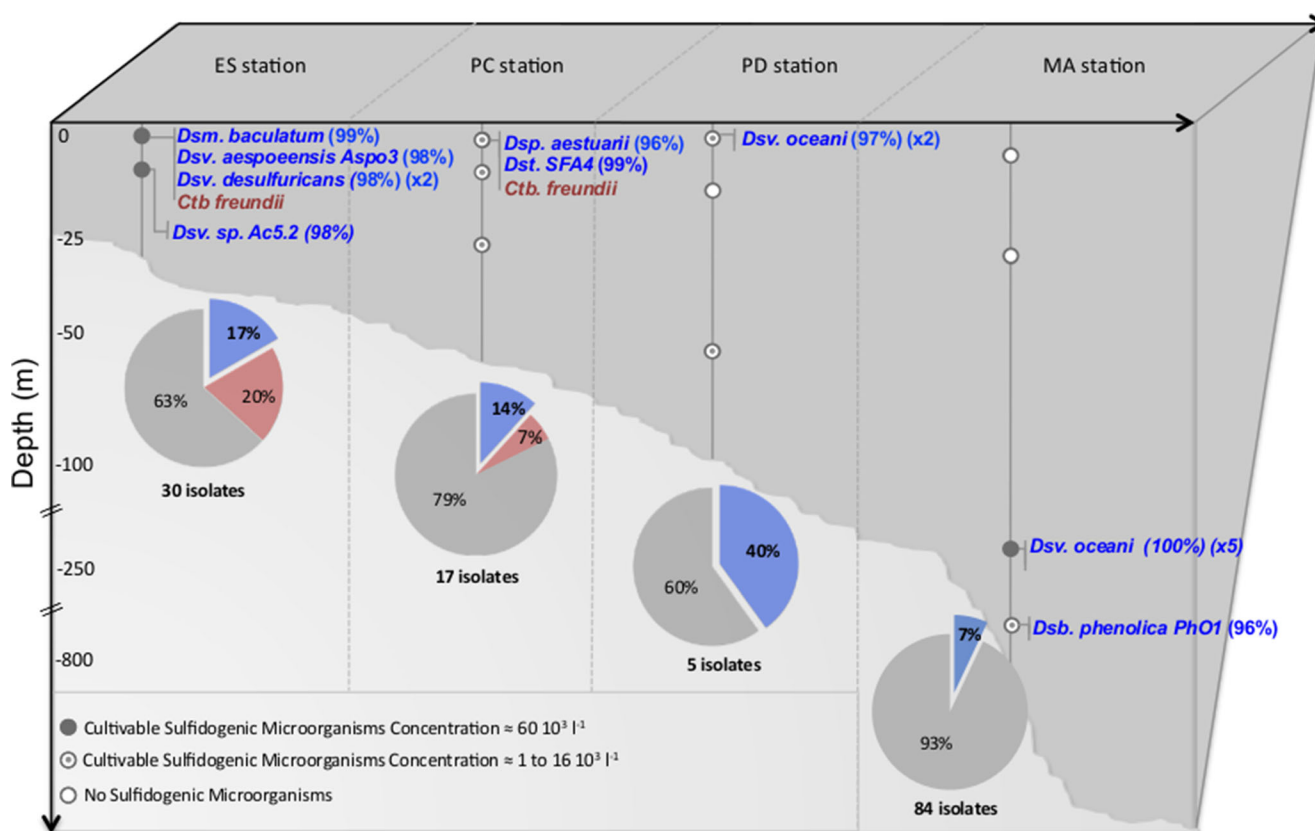 ES station
PC station
PD station
MA station
Depth (m)
0
-25
-50
-100
-250
-800
Dsm. baculatum (99%)
Dsv. aespoeensis Aspo3 (98%)
Dsv. desulfuricans (98%) (x2)
Ctb freundii
Dsv. sp. Ac5.2 (98%)
Dsp. aestuarii (96%)
Dst. SFA4 (99%)
Ctb. freundii
Dsv. oceani (97%) (x2)
Dsv. oceani (100%) (x5)
Dsb. phenolica PhO1 (96%)
17%
20%
63%
30 isolates
14%
7%
79%
17 isolates
40%
60%
5 isolates
7%
93%
84 isolates
Cultivable Sulfidogenic Microorganisms Concentration ≈ 60 10³ l⁻¹
Cultivable Sulfidogenic Microorganisms Concentration ≈ 1 to 16 10³ l⁻¹
No Sulfidogenic Microorganisms